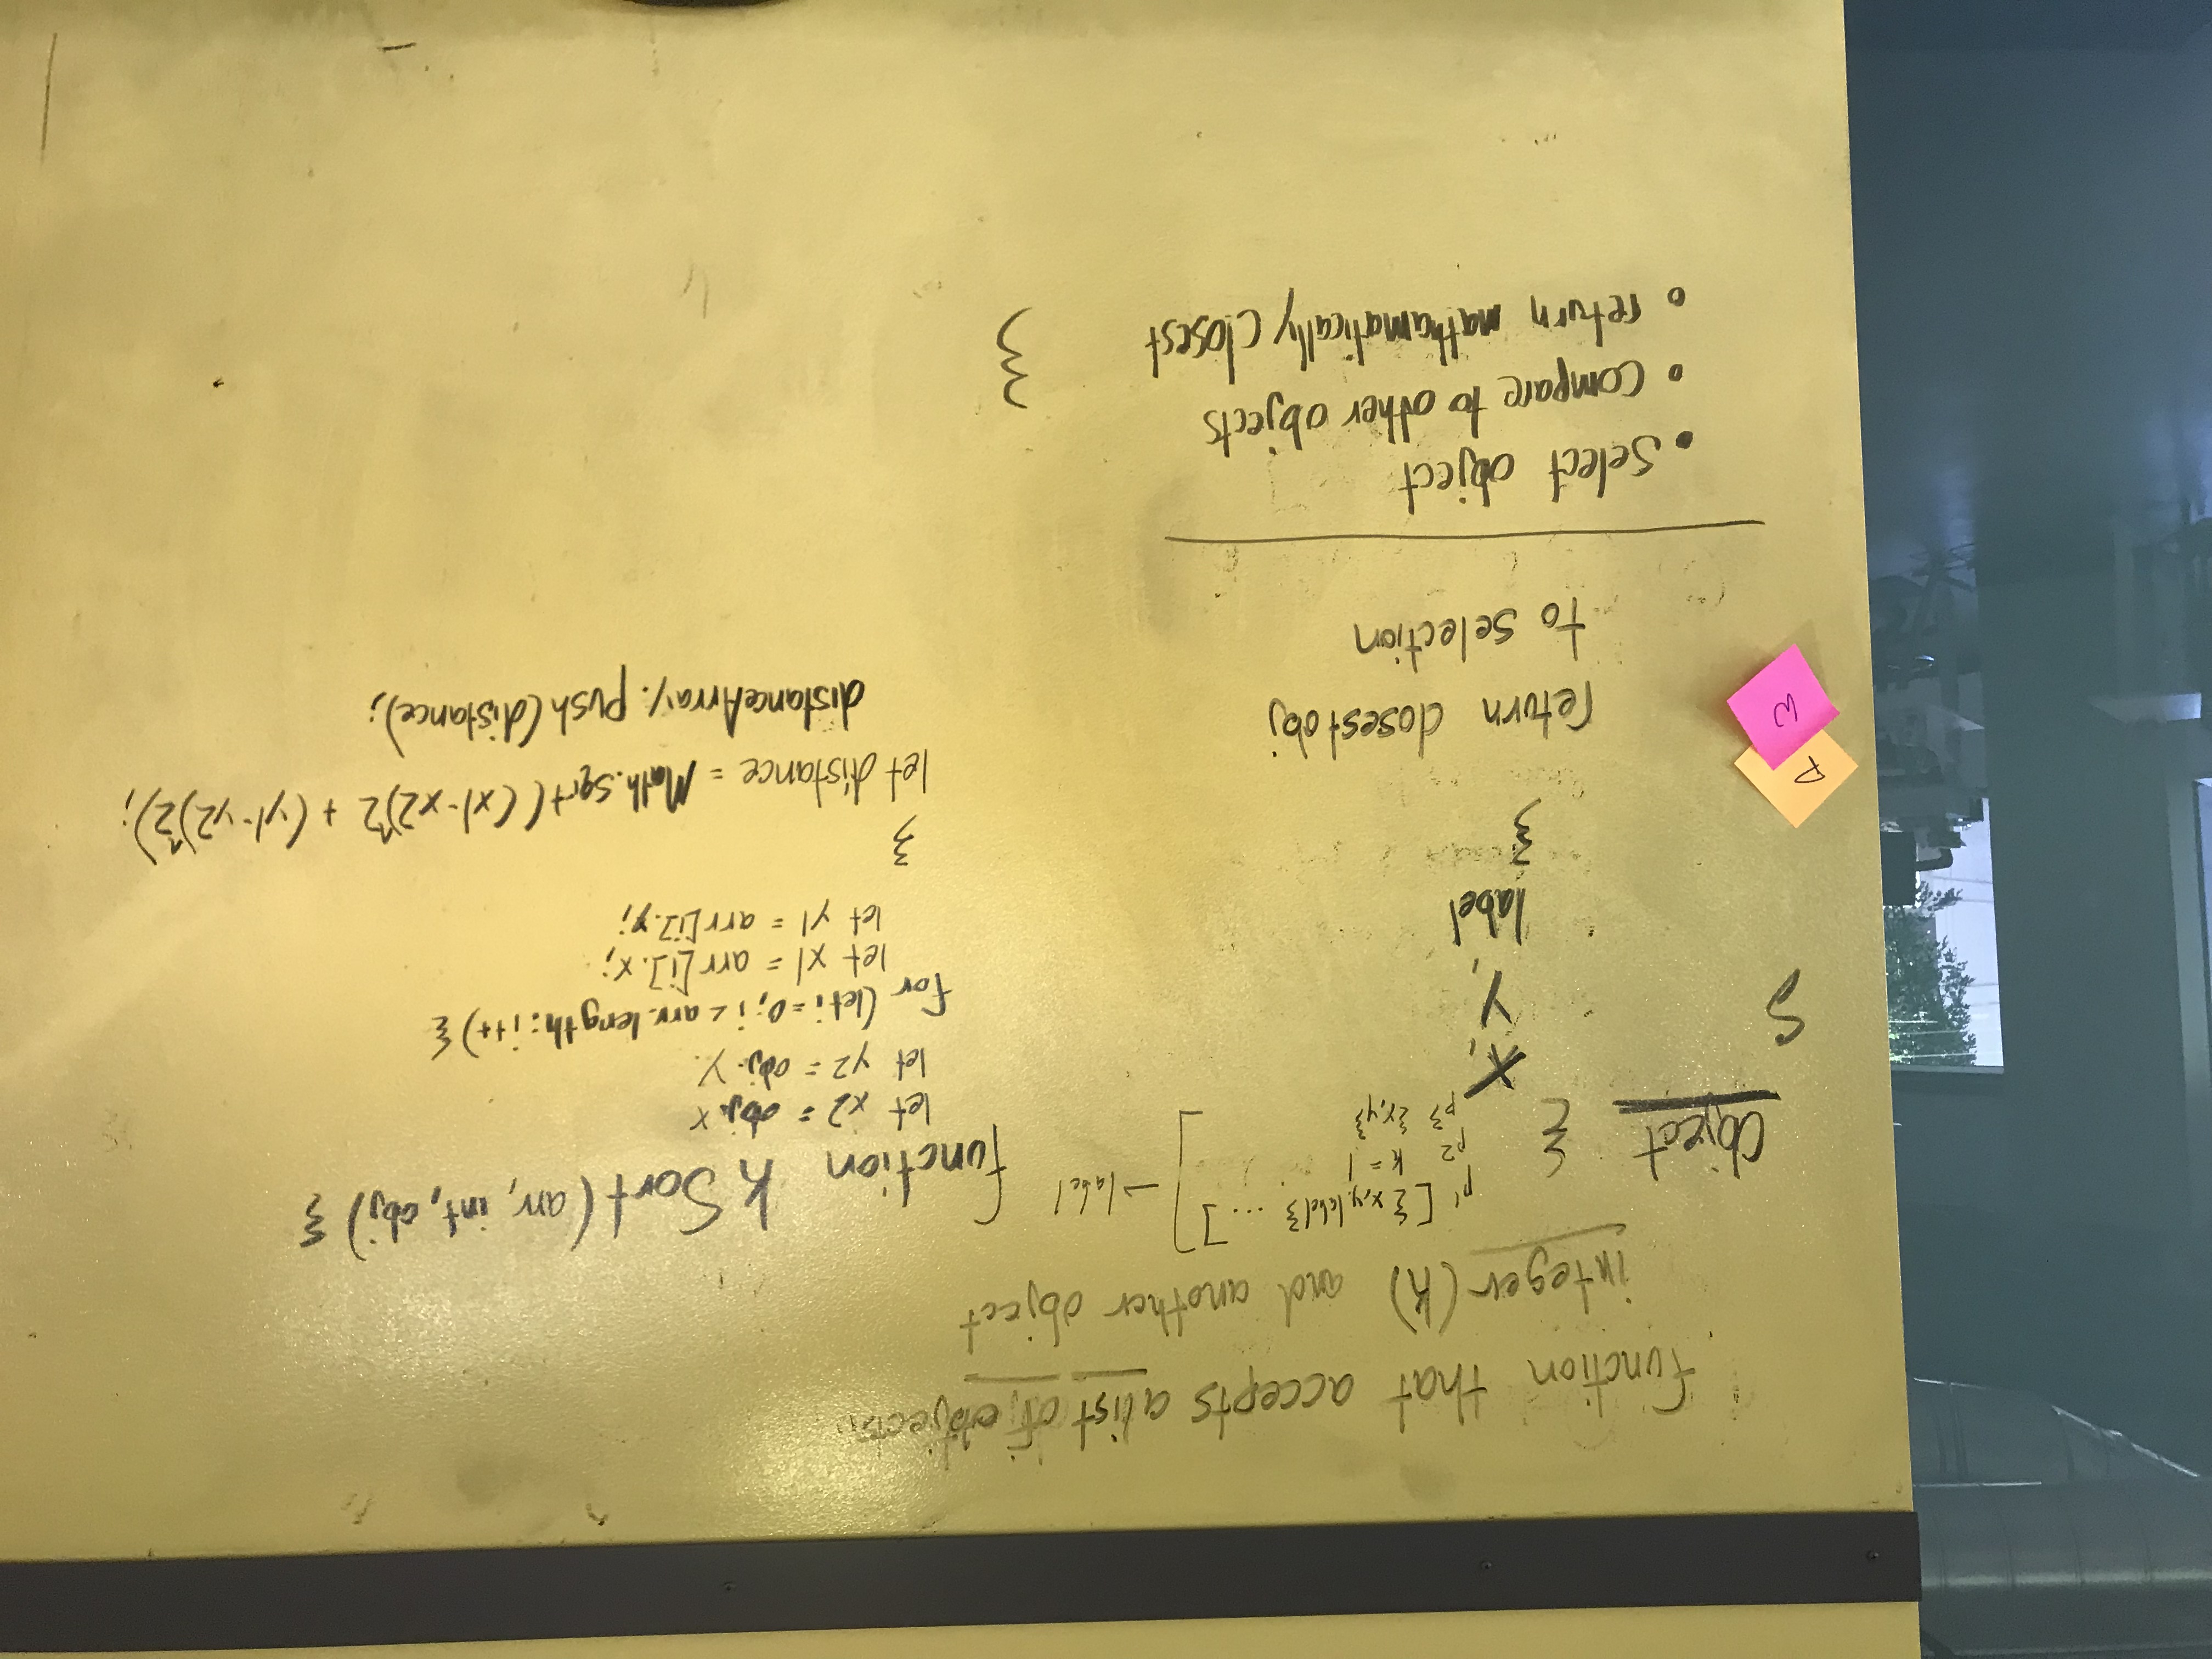 function that accepts a list of objects
integer (k) and another object
p1 [{x,y,label} ...]
p2 k = 1
p3 {x,y}
→ label
Object {
x,
y,
label
}
S
P
W
return closest obj
to selection
• select object
• compare to other objects
• return mathamatically closest
function kSort(arr, int, obj) {
let x2 = obj.x
let y2 = obj.y
for (let i = 0; i < arr.length; i++) {
let x1 = arr[i].x;
let y1 = arr[i].y;
}
let distance = Math.sqrt((x1-x2)^2 + (y1-y2)^2);
distanceArray.push(distance);
}